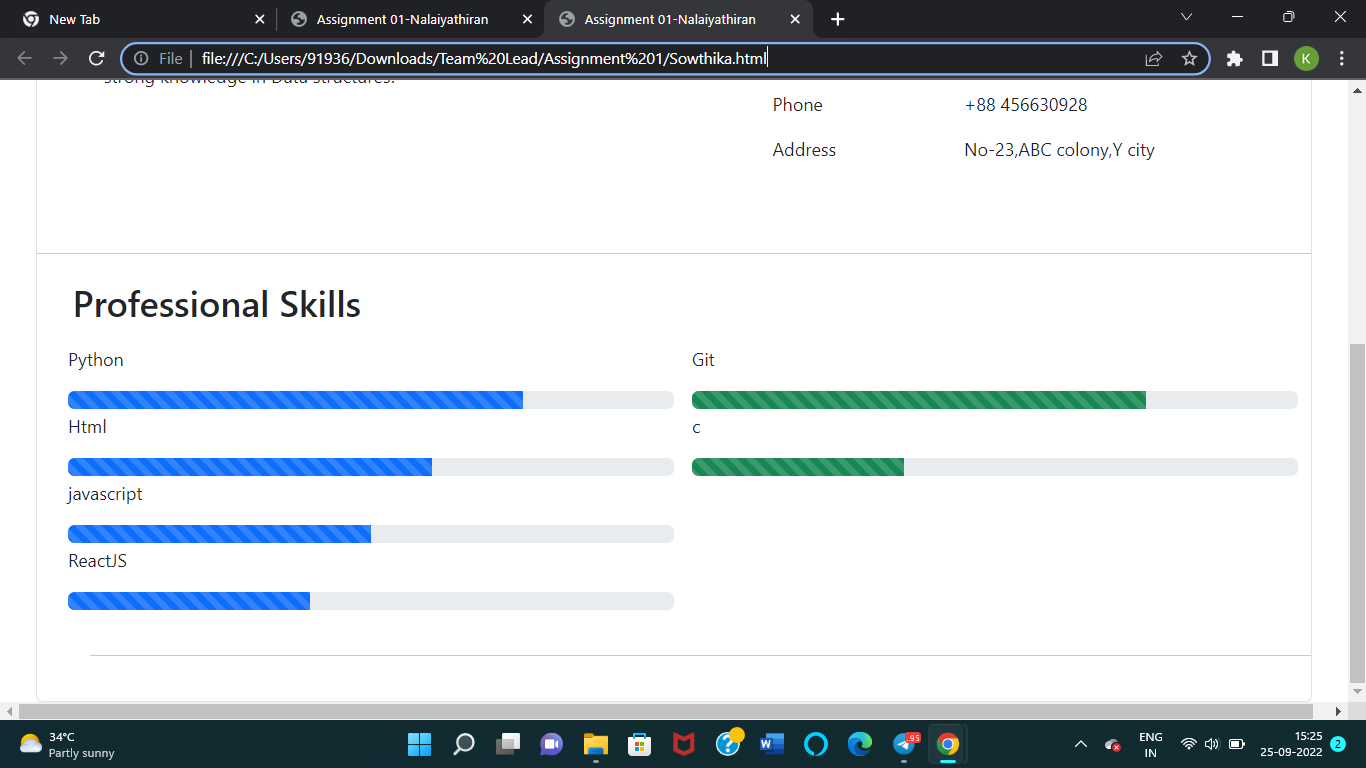 New Tab
Assignment 01-Nalaiyathiran
Assignment 01-Nalaiyathiran
File
file:///C:/Users/91936/Downloads/Team%20Lead/Assignment%201/Sowthika.html
K
strong knowledge in Data structures.
Phone +88 456630928
Address No-23,ABC colony,Y city
Professional Skills
Python
Git
Html
c
javascript
ReactJS
34°C
Partly sunny
W
95
ENG
IN
15:25
25-09-2022
2